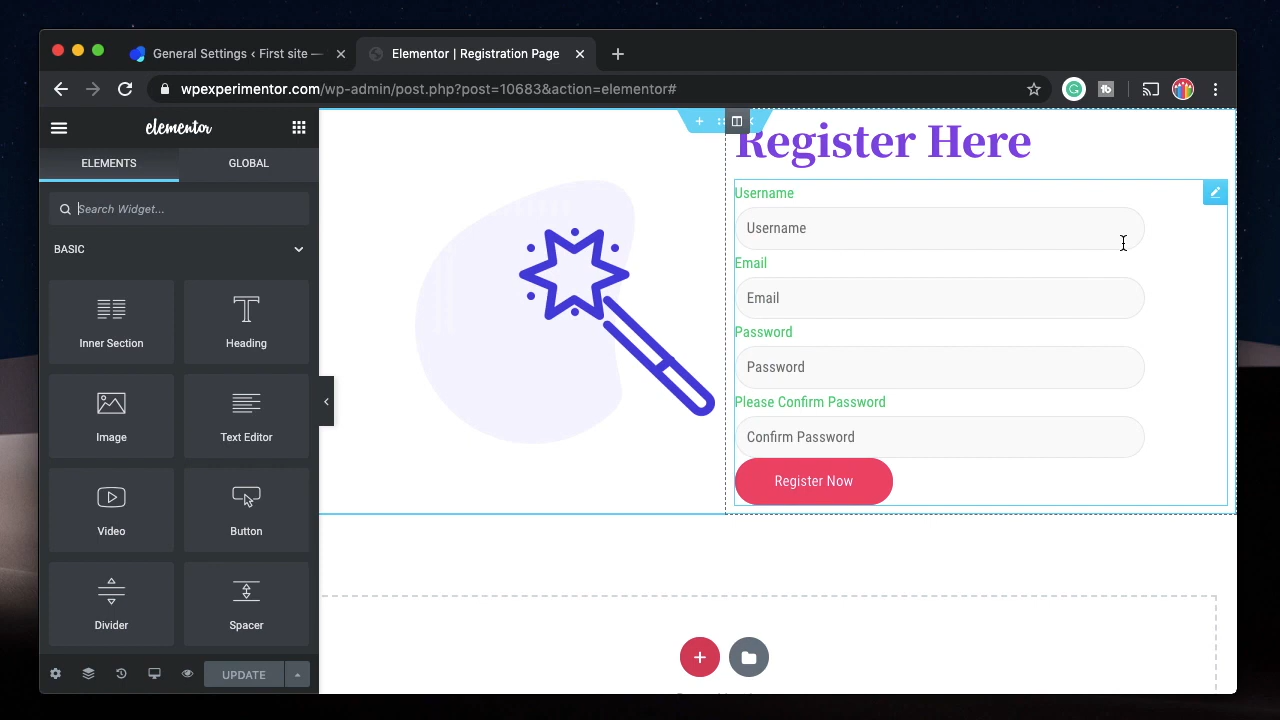 General Settings ‹ First site —
Elementor | Registration Page
wpexperimentor.com/wp-admin/post.php?post=10683&action=elementor#
elementor
ELEMENTS
GLOBAL
Search Widget...
BASIC
Inner Section
Heading
Image
Text Editor
Video
Button
Divider
Spacer
UPDATE
Register Here
Username
Username
Email
Email
Password
Password
Please Confirm Password
Confirm Password
Register Now